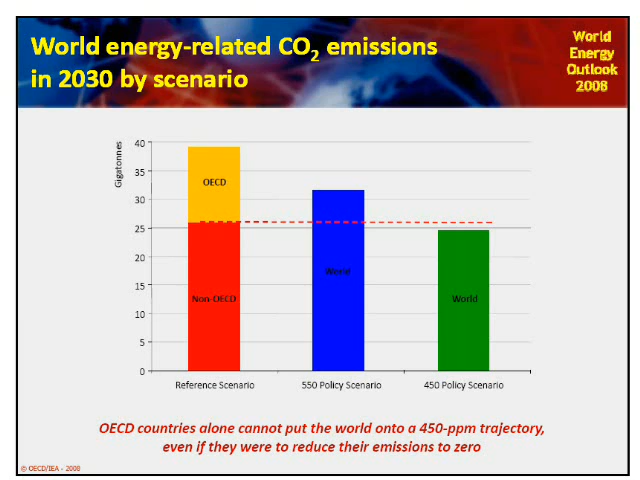 World energy-related CO₂ emissions
in 2030 by scenario
World
Energy
Outlook
2008
Gigatonnes
40
35
30
25
20
15
10
5
0
OECD
Non-OECD
World
World
Reference Scenario
550 Policy Scenario
450 Policy Scenario
OECD countries alone cannot put the world onto a 450-ppm trajectory,
even if they were to reduce their emissions to zero
© OECD/IEA - 2008